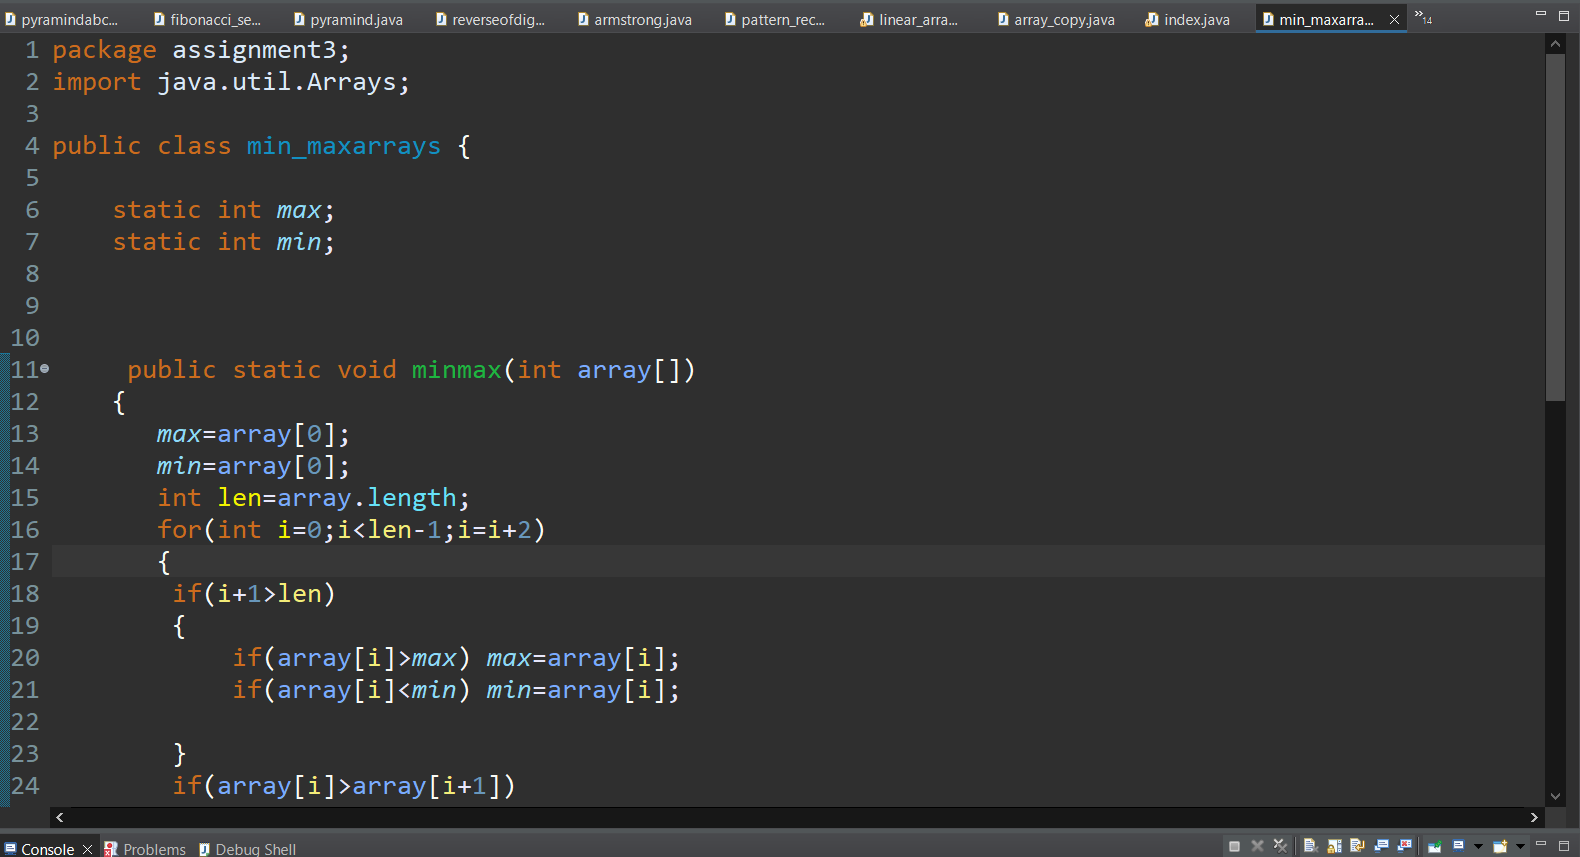 pyramindabc... fibonacci_se... pyramind.java reverseofdig... armstrong.java pattern_rec... linear_arra... array_copy.java index.java min_maxarra... 14
1 package assignment3;
2 import java.util.Arrays;
3
4 public class min_maxarrays {
5
6 static int max;
7 static int min;
8
9
10
11 public static void minmax(int array[])
12 {
13 max=array[0];
14 min=array[0];
15 int len=array.length;
16 for(int i=0;i<len-1;i=i+2)
17 {
18 if(i+1>len)
19 {
20 if(array[i]>max) max=array[i];
21 if(array[i]<min) min=array[i];
22
23 }
24 if(array[i]>array[i+1])
Console Problems Debug Shell